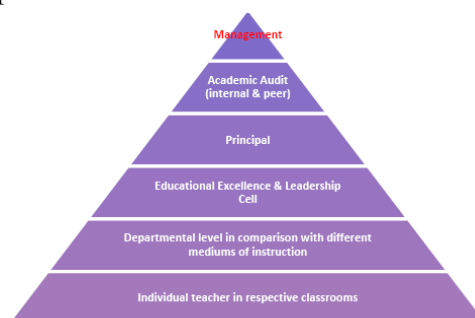 Management
Academic Audit
(internal & peer)
Principal
Educational Excellence & Leadership
Cell
Departmental level in comparison with different
mediums of instruction
Individual teacher in respective classrooms